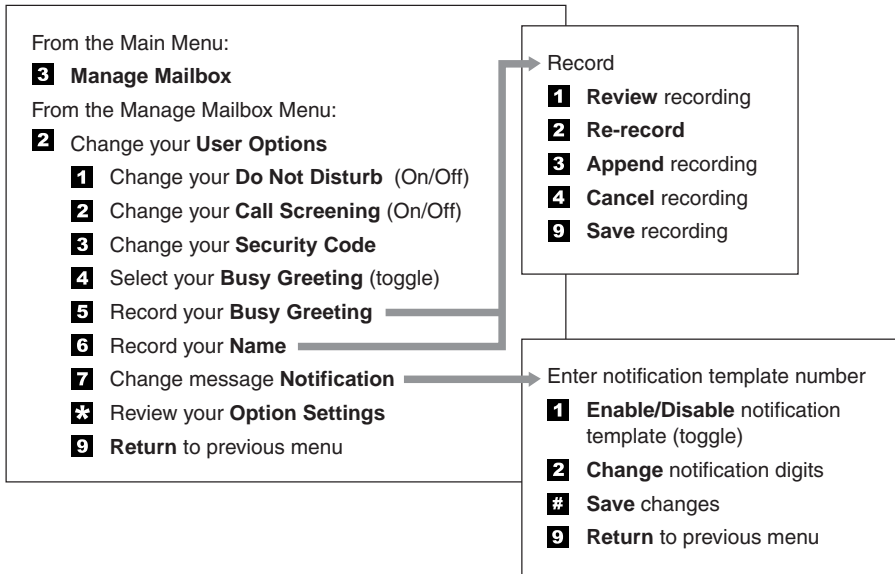 From the Main Menu:
3 Manage Mailbox
From the Manage Mailbox Menu:
2 Change your User Options
1 Change your Do Not Disturb (On/Off)
2 Change your Call Screening (On/Off)
3 Change your Security Code
4 Select your Busy Greeting (toggle)
5 Record your Busy Greeting
6 Record your Name
7 Change message Notification
* Review your Option Settings
9 Return to previous menu
Record
1 Review recording
2 Re-record
3 Append recording
4 Cancel recording
9 Save recording
Enter notification template number
1 Enable/Disable notification
template (toggle)
2 Change notification digits
# Save changes
9 Return to previous menu